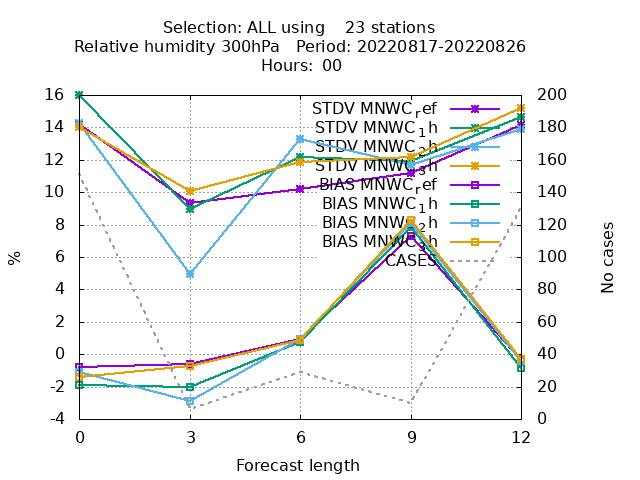 Selection: ALL using 23 stations
Relative humidity 300hPa Period: 20220817-20220826
Hours: 00
16
14
12
10
8
6
4
2
0
-2
-4
%
STDV MNWC_ref
STDV MNWC_1h
STDV MNWC_2h
STDV MNWC_3h
BIAS MNWC_ref
BIAS MNWC_1h
BIAS MNWC_2h
BIAS MNWC_3h
CASES
200
180
160
140
120
100
80
60
40
20
0
No cases
0 3 6 9 12
Forecast length